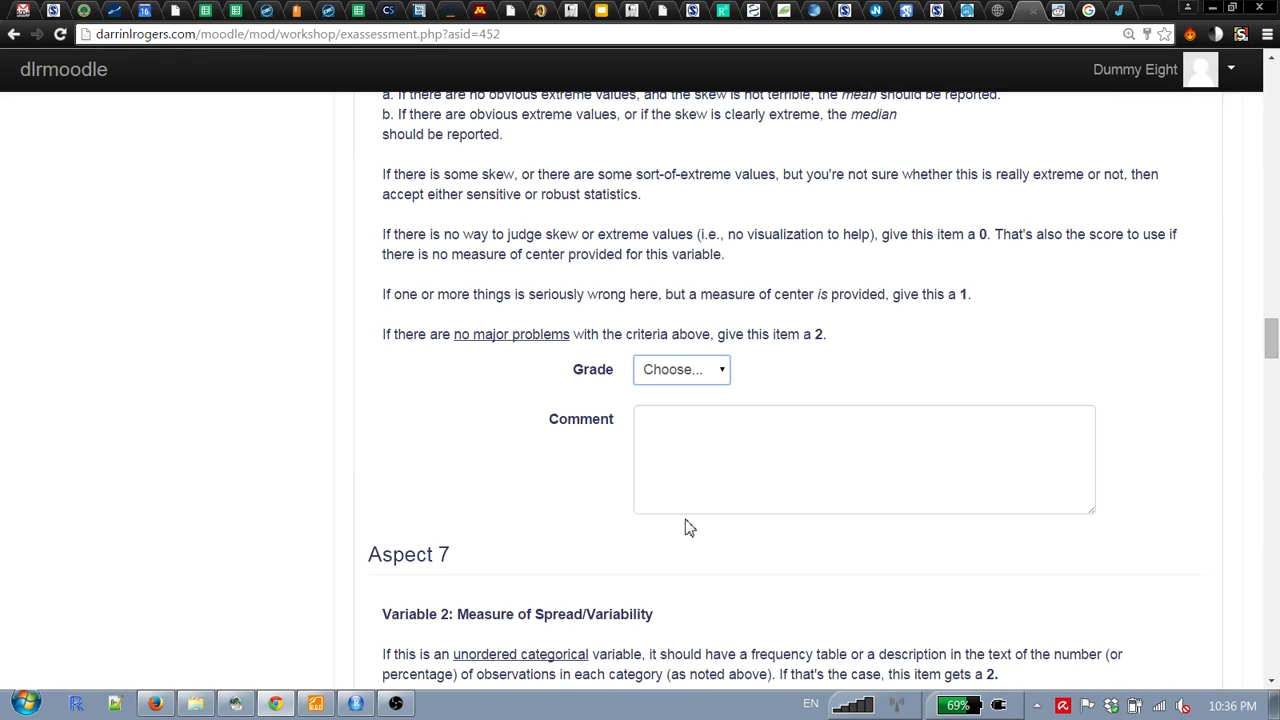 darrinlrogers.com/moodle/mod/workshop/exassessment.php?asid=452
dlrmoodle
Dummy Eight
a. If there are no obvious extreme values, and the skew is not terrible, the mean should be reported.
b. If there are obvious extreme values, or if the skew is clearly extreme, the median
should be reported.
If there is some skew, or there are some sort-of-extreme values, but you're not sure whether this is really extreme or not, then
accept either sensitive or robust statistics.
If there is no way to judge skew or extreme values (i.e., no visualization to help), give this item a 0. That's also the score to use if
there is no measure of center provided for this variable.
If one or more things is seriously wrong here, but a measure of center is provided, give this a 1.
If there are no major problems with the criteria above, give this item a 2.
Grade
Choose...
Comment
Aspect 7
Variable 2: Measure of Spread/Variability
If this is an unordered categorical variable, it should have a frequency table or a description in the text of the number (or
percentage) of observations in each category (as noted above). If that's the case, this item gets a 2.
EN
69%
10:36 PM